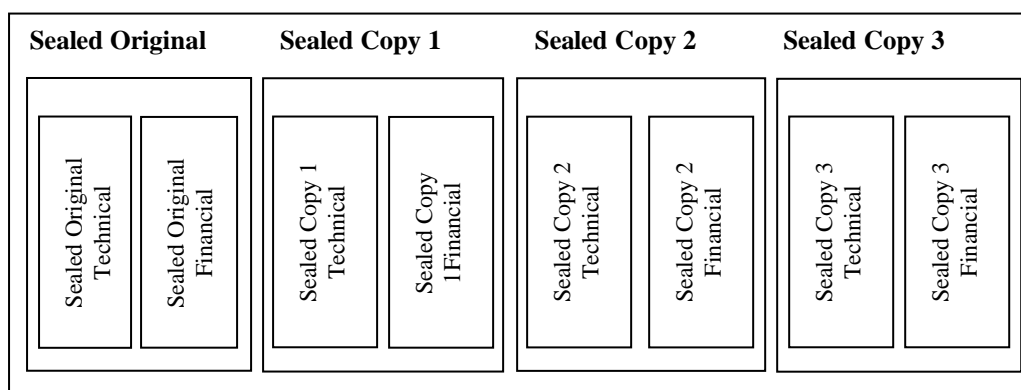 Sealed Original
Sealed Copy 1
Sealed Copy 2
Sealed Copy 3
Sealed Original
Technical
Sealed Original
Financial
Sealed Copy 1
Technical
Sealed Copy
1Financial
Sealed Copy 2
Technical
Sealed Copy 2
Financial
Sealed Copy 3
Technical
Sealed Copy 3
Financial